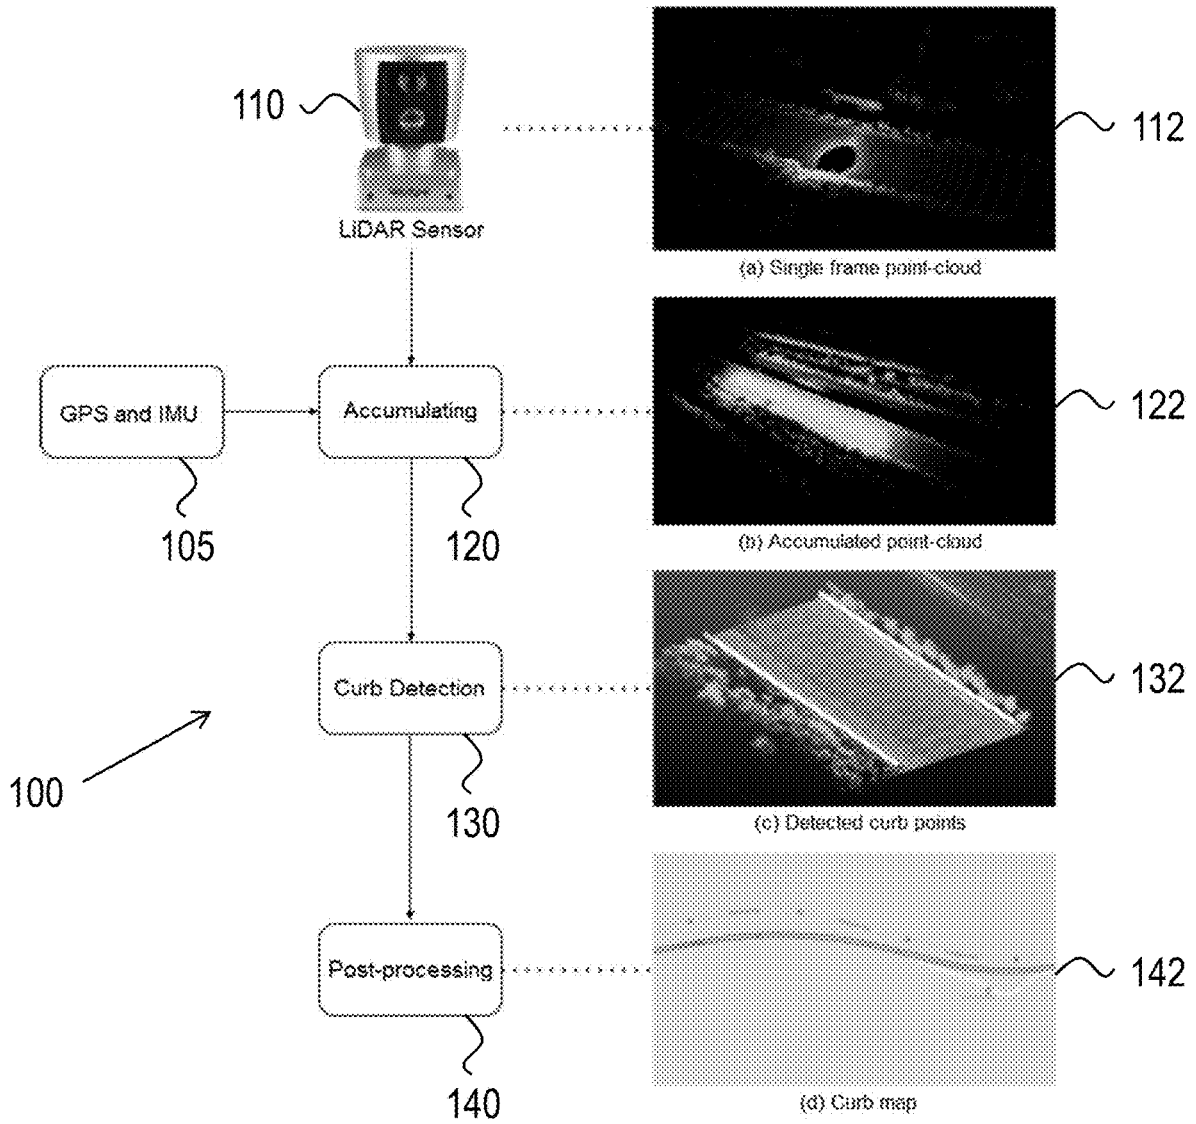 110
LiDAR Sensor
112
(a) Single frame point-cloud
GPS and IMU
Accumulating
122
105
120
(b) Accumulated point-cloud
Curb Detection
132
100
130
(c) Detected curb points
Post-processing
142
140
(d) Curb map